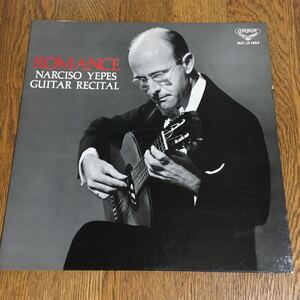 ROMANCE
NARCISO YEPES
GUITAR RECITAL
LONDON